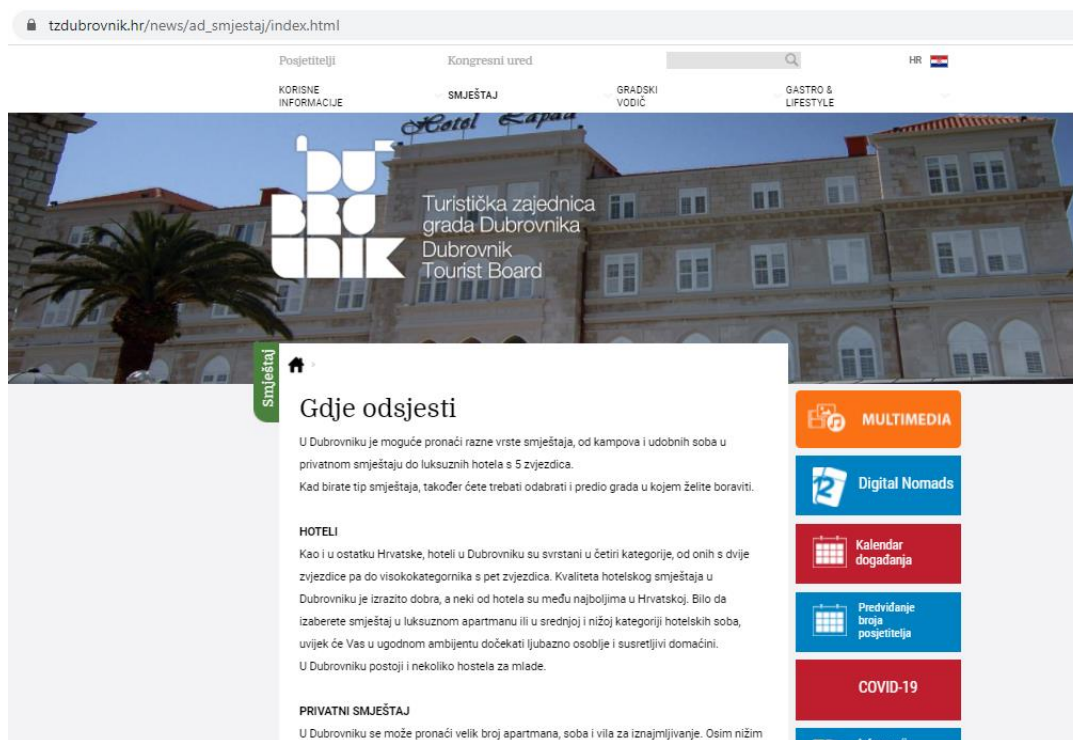 tzdubrovnik.hr/news/ad_smjestaj/index.html
Posjetitelji
Kongresni ured
HR
KORISNE
INFORMACIJE
SMJEŠTAJ
GRADSKI
VODIČ
GASTRO &
LIFESTYLE
Hotel Lapad
DUBROVNIK
Turistička zajednica
grada Dubrovnika
Dubrovnik
Tourist Board
Smještaj
Gdje odsjesti
U Dubrovniku je moguće pronaći razne vrste smještaja, od kampova i udobnih soba u
privatnom smještaju do luksuznih hotela s 5 zvjezdica.
Kad birate tip smještaja, također ćete trebati odabrati i predio grada u kojem želite boraviti.
HOTELI
Kao i u ostatku Hrvatske, hoteli u Dubrovniku su svrstani u četiri kategorije, od onih s dvije
zvjezdice pa do visokokategornika s pet zvjezdica. Kvaliteta hotelskog smještaja u
Dubrovniku je izrazito dobra, a neki od hotela su među najboljima u Hrvatskoj. Bilo da
izaberete smještaj u luksuznom apartmanu ili u srednjoj i nižoj kategoriji hotelskih soba,
uvijek će Vas u ugodnom ambijentu dočekati ljubazno osoblje i susretljivi domaćini.
U Dubrovniku postoji i nekoliko hostela za mlade.
PRIVATNI SMJEŠTAJ
U Dubrovniku se može pronaći velik broj apartmana, soba i vila za iznajmljivanje. Osim nižim
MULTIMEDIA
Digital Nomads
Kalendar
događanja
Predviđanje
broja
posjetitelja
COVID-19